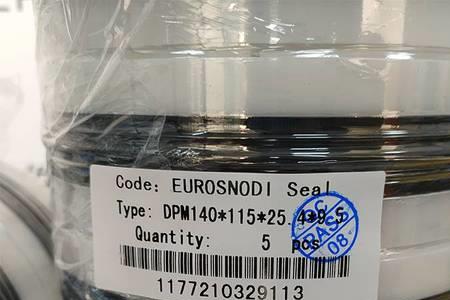 Code: EUROSNODI Seal
Type: DPM140*115*25.4*9.5
Quantity: 5 pcs
QC
PASS
08
1177210329113